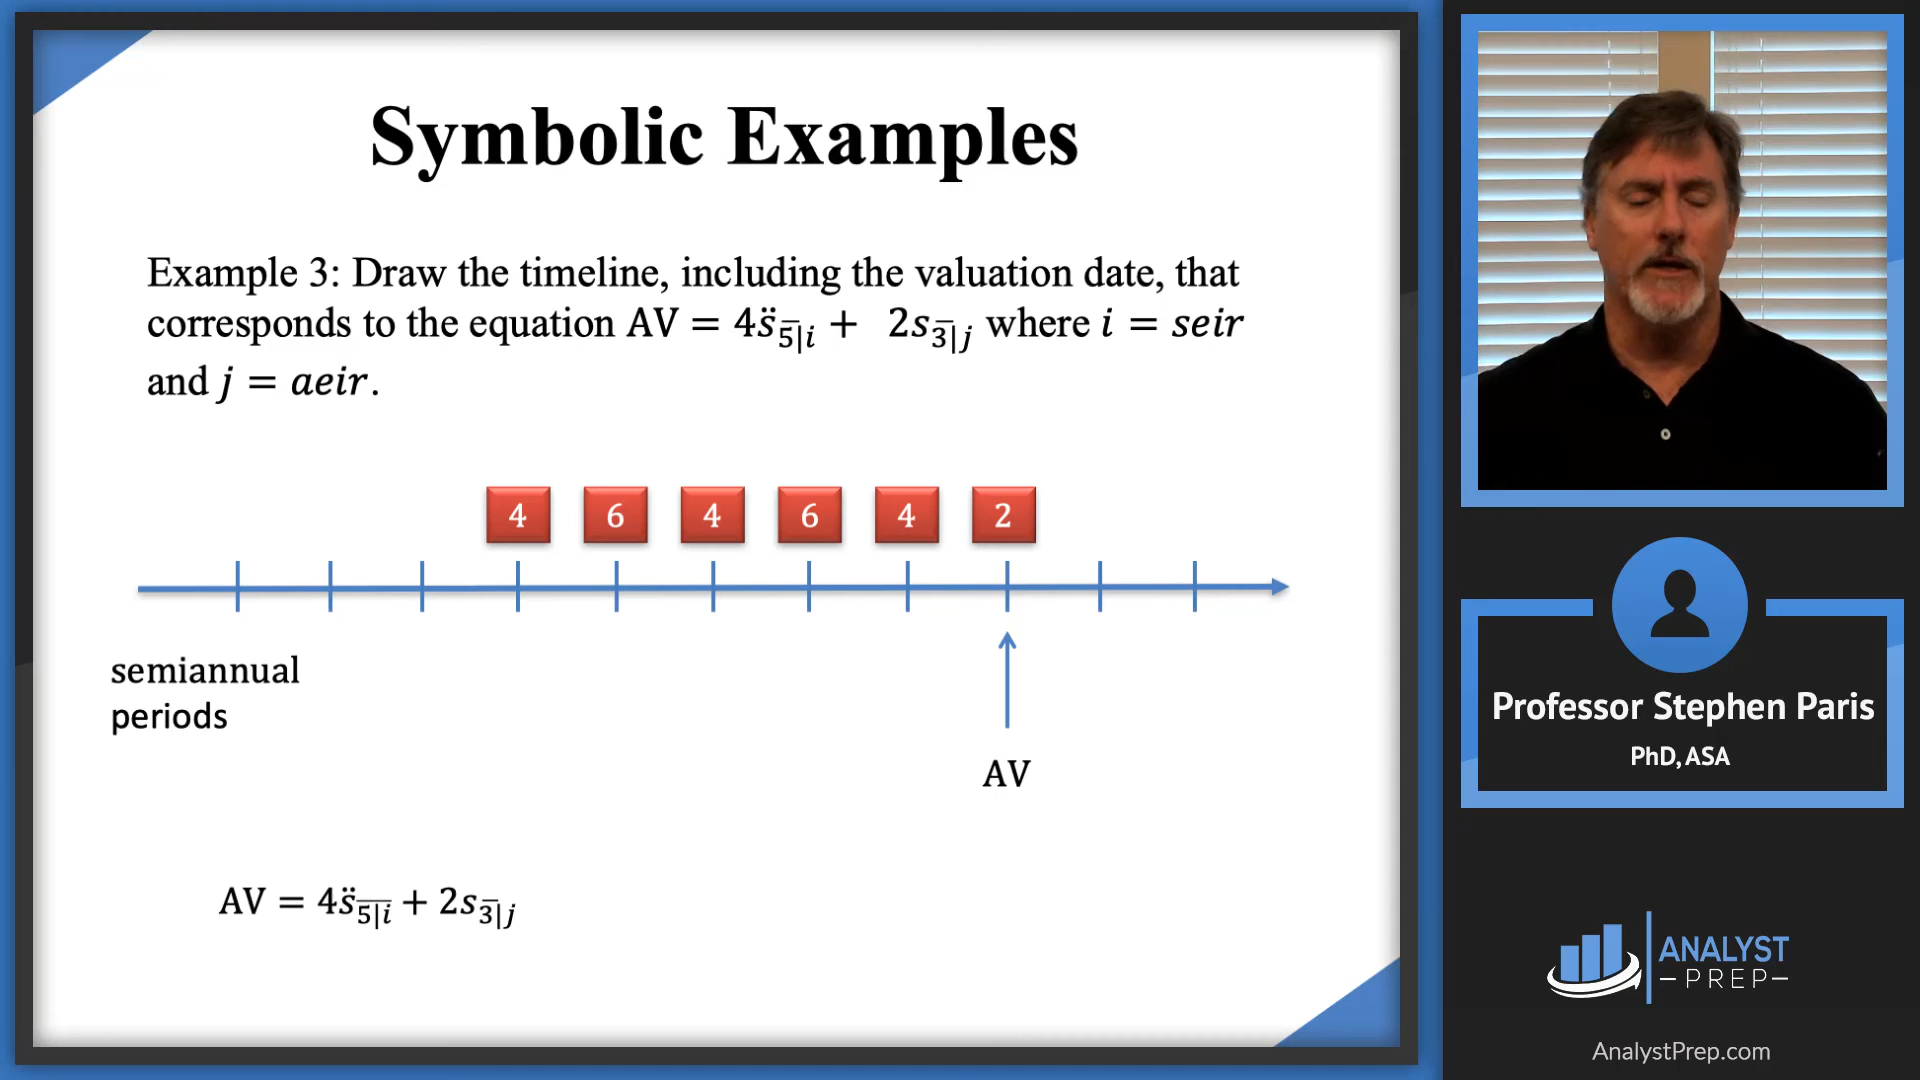 Symbolic Examples
Example 3: Draw the timeline, including the valuation date, that
corresponds to the equation AV = 4s̈5̅|i + 2s3̅|j where i = seir
and j = aeir.
4 6 4 6 4 2
semiannual
periods
AV
AV = 4s̈5̅|i̅ + 2s3̅|j
Professor Stephen Paris
PhD, ASA
ANALYST
PREP
AnalystPrep.com